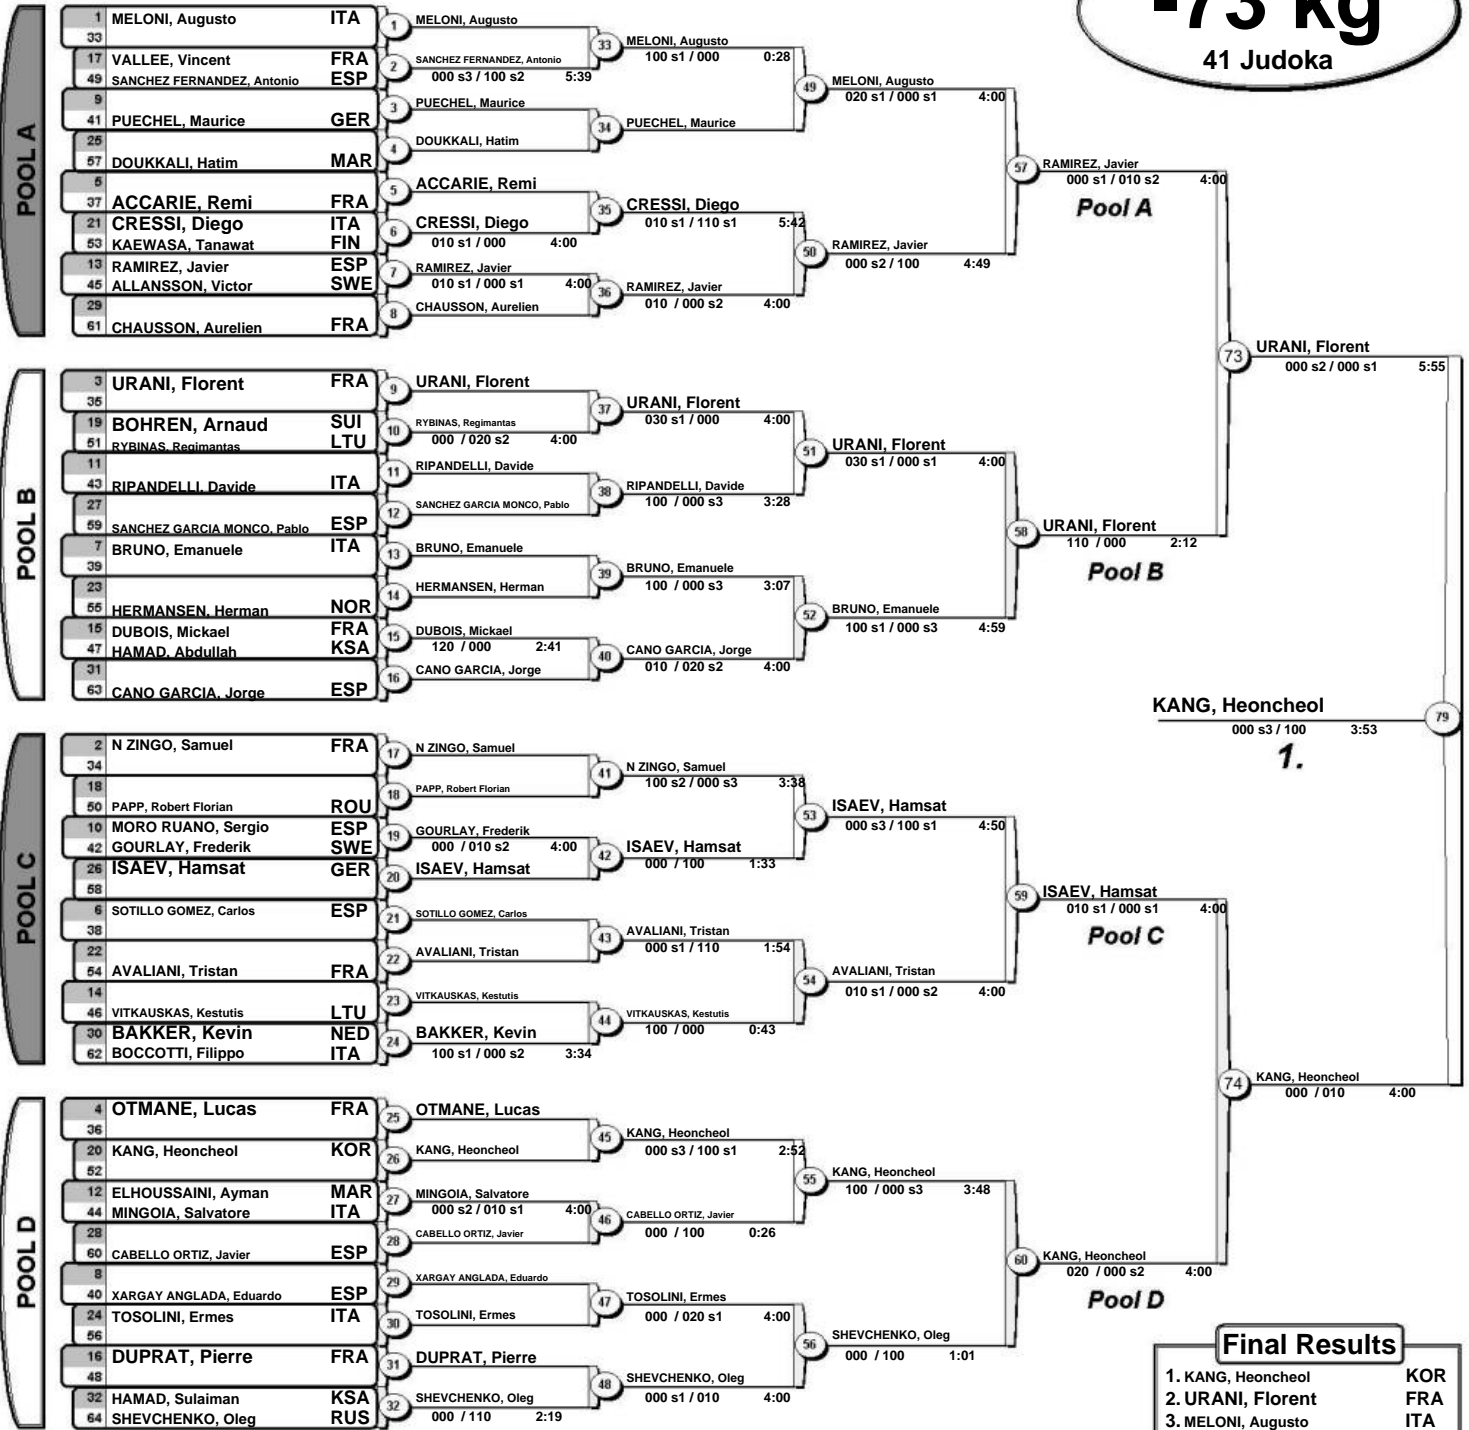 -73 kg
41 Judoka
POOL A
1 MELONI, Augusto ITA
33
17 VALLEE, Vincent FRA
49 SANCHEZ FERNANDEZ, Antonio ESP
9
41 PUECHEL, Maurice GER
25
57 DOUKKALI, Hatim MAR
5
37 ACCARIE, Remi FRA
21 CRESSI, Diego ITA
53 KAEWASA, Tanawat FIN
13 RAMIREZ, Javier ESP
45 ALLANSSON, Victor SWE
29
61 CHAUSSON, Aurelien FRA
1 MELONI, Augusto
2 SANCHEZ FERNANDEZ, Antonio
000 s3 / 100 s2 5:39
3 PUECHEL, Maurice
4 DOUKKALI, Hatim
5 ACCARIE, Remi
6 CRESSI, Diego
010 s1 / 000 4:00
7 RAMIREZ, Javier
010 s1 / 000 s1 4:00
8 CHAUSSON, Aurelien
33 MELONI, Augusto
100 s1 / 000 0:28
34 PUECHEL, Maurice
35 CRESSI, Diego
010 s1 / 110 s1 5:42
36 RAMIREZ, Javier
010 / 000 s2 4:00
49 MELONI, Augusto
020 s1 / 000 s1 4:00
50 RAMIREZ, Javier
000 s2 / 100 4:49
57 RAMIREZ, Javier
000 s1 / 010 s2 4:00
Pool A
POOL B
3 URANI, Florent FRA
35
19 BOHREN, Arnaud SUI
51 RYBINAS, Regimantas LTU
11
43 RIPANDELLI, Davide ITA
27
59 SANCHEZ GARCIA MONCO, Pablo ESP
7 BRUNO, Emanuele ITA
39
23
55 HERMANSEN, Herman NOR
15 DUBOIS, Mickael FRA
47 HAMAD, Abdullah KSA
31
63 CANO GARCIA, Jorge ESP
9 URANI, Florent
10 RYBINAS, Regimantas
000 / 020 s2 4:00
11 RIPANDELLI, Davide
12 SANCHEZ GARCIA MONCO, Pablo
13 BRUNO, Emanuele
14 HERMANSEN, Herman
15 DUBOIS, Mickael
120 / 000 2:41
16 CANO GARCIA, Jorge
37 URANI, Florent
030 s1 / 000 4:00
38 RIPANDELLI, Davide
100 / 000 s3 3:28
39 BRUNO, Emanuele
100 / 000 s3 3:07
40 CANO GARCIA, Jorge
010 / 020 s2 4:00
51 URANI, Florent
030 s1 / 000 s1 4:00
52 BRUNO, Emanuele
100 s1 / 000 s3 4:59
58 URANI, Florent
110 / 000 2:12
Pool B
73 URANI, Florent
000 s2 / 000 s1 5:55
KANG, Heoncheol 79
000 s3 / 100 3:53
1.
POOL C
2 N ZINGO, Samuel FRA
34
18
50 PAPP, Robert Florian ROU
10 MORO RUANO, Sergio ESP
42 GOURLAY, Frederik SWE
26 ISAEV, Hamsat GER
58
6 SOTILLO GOMEZ, Carlos ESP
38
22
54 AVALIANI, Tristan FRA
14
46 VITKAUSKAS, Kestutis LTU
30 BAKKER, Kevin NED
62 BOCCOTTI, Filippo ITA
17 N ZINGO, Samuel
18 PAPP, Robert Florian
19 GOURLAY, Frederik
000 / 010 s2 4:00
20 ISAEV, Hamsat
21 SOTILLO GOMEZ, Carlos
22 AVALIANI, Tristan
23 VITKAUSKAS, Kestutis
24 BAKKER, Kevin
100 s1 / 000 s2 3:34
41 N ZINGO, Samuel
100 s2 / 000 s3 3:38
42 ISAEV, Hamsat
000 / 100 1:33
43 AVALIANI, Tristan
000 s1 / 110 1:54
44 VITKAUSKAS, Kestutis
100 / 000 0:43
53 ISAEV, Hamsat
000 s3 / 100 s1 4:50
54 AVALIANI, Tristan
010 s1 / 000 s2 4:00
59 ISAEV, Hamsat
010 s1 / 000 s1 4:00
Pool C
74 KANG, Heoncheol
000 / 010 4:00
POOL D
4 OTMANE, Lucas FRA
36
20 KANG, Heoncheol KOR
52
12 ELHOUSSAINI, Ayman MAR
44 MINGOIA, Salvatore ITA
28
60 CABELLO ORTIZ, Javier ESP
8
40 XARGAY ANGLADA, Eduardo ESP
24 TOSOLINI, Ermes ITA
56
16 DUPRAT, Pierre FRA
48
32 HAMAD, Sulaiman KSA
64 SHEVCHENKO, Oleg RUS
25 OTMANE, Lucas
26 KANG, Heoncheol
27 MINGOIA, Salvatore
000 s2 / 010 s1 4:00
28 CABELLO ORTIZ, Javier
29 XARGAY ANGLADA, Eduardo
30 TOSOLINI, Ermes
31 DUPRAT, Pierre
32 SHEVCHENKO, Oleg
000 / 110 2:19
45 KANG, Heoncheol
000 s3 / 100 s1 2:52
46 CABELLO ORTIZ, Javier
000 / 100 0:26
47 TOSOLINI, Ermes
000 / 020 s1 4:00
48 SHEVCHENKO, Oleg
000 s1 / 010 4:00
55 KANG, Heoncheol
100 / 000 s3 3:48
56 SHEVCHENKO, Oleg
000 / 100 1:01
60 KANG, Heoncheol
020 / 000 s2 4:00
Pool D
Final Results
1. KANG, Heoncheol KOR
2. URANI, Florent FRA
3. MELONI, Augusto ITA